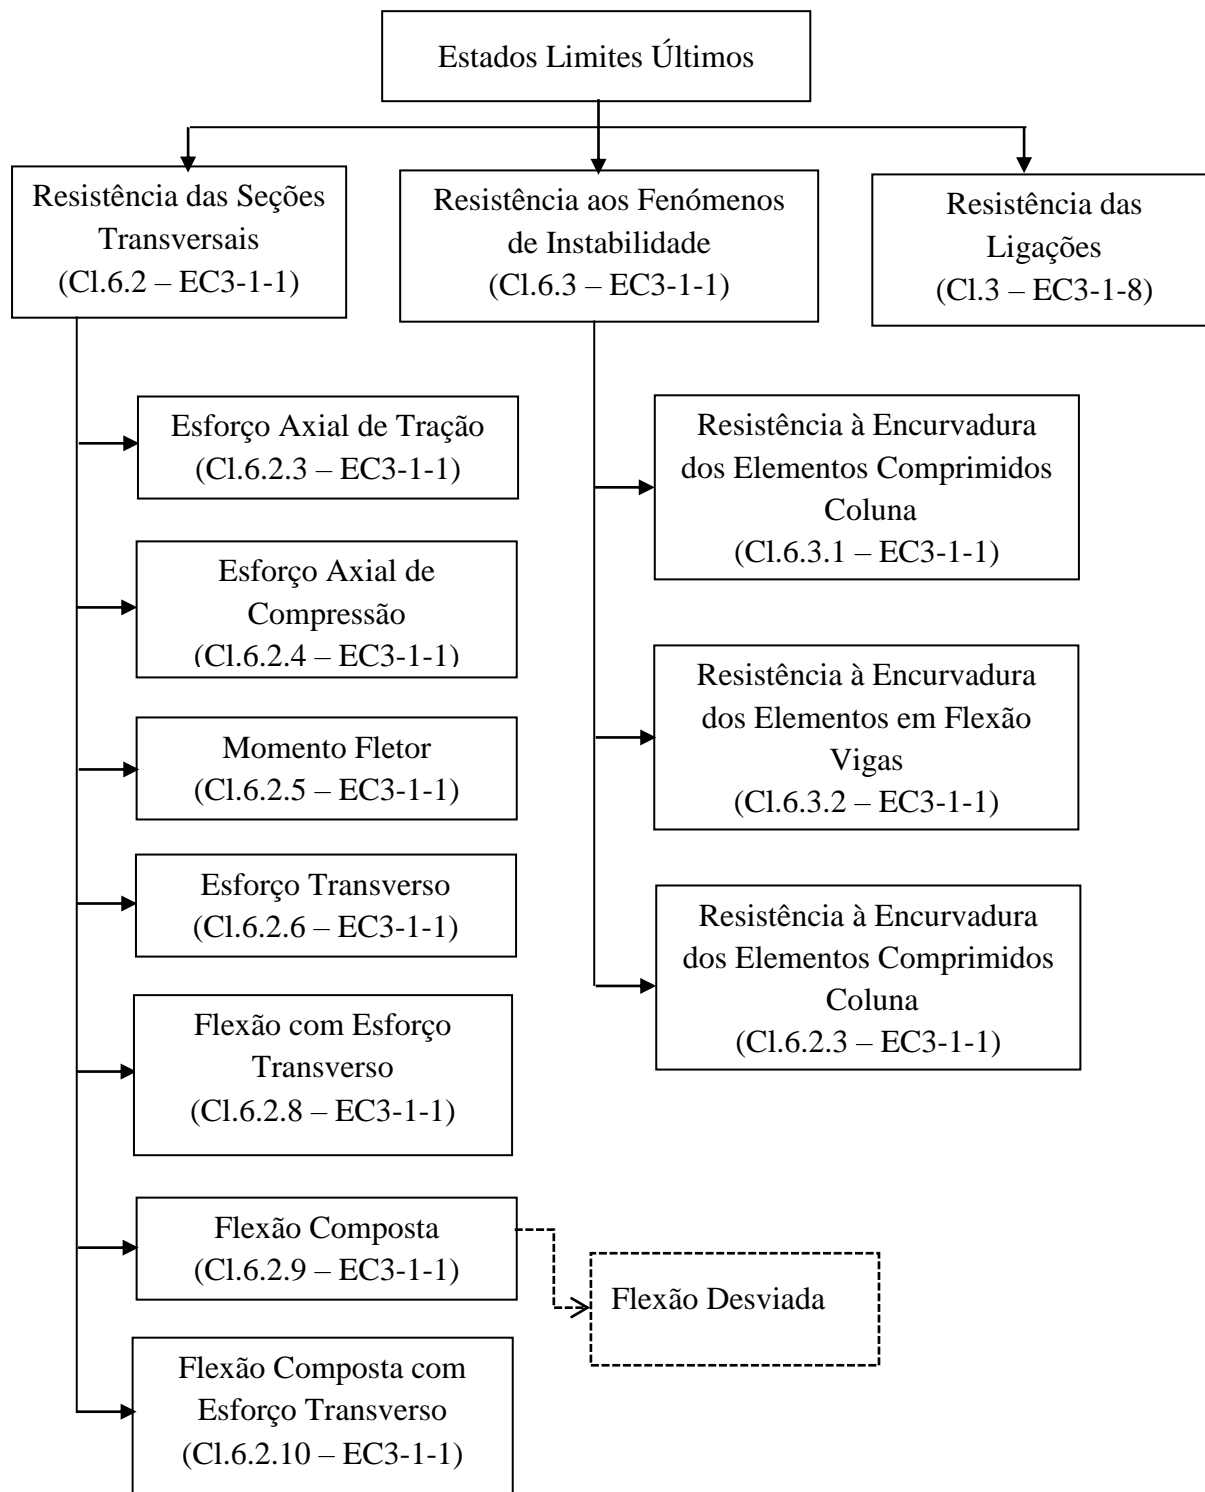 Estados Limites Últimos
Resistência das Seções
Transversais
(Cl.6.2 – EC3-1-1)
Resistência aos Fenómenos
de Instabilidade
(Cl.6.3 – EC3-1-1)
Resistência das
Ligações
(Cl.3 – EC3-1-8)
Esforço Axial de Tração
(Cl.6.2.3 – EC3-1-1)
Esforço Axial de
Compressão
(Cl.6.2.4 – EC3-1-1)
Momento Fletor
(Cl.6.2.5 – EC3-1-1)
Esforço Transverso
(Cl.6.2.6 – EC3-1-1)
Flexão com Esforço
Transverso
(Cl.6.2.8 – EC3-1-1)
Flexão Composta
(Cl.6.2.9 – EC3-1-1)
Flexão Desviada
Flexão Composta com
Esforço Transverso
(Cl.6.2.10 – EC3-1-1)
Resistência à Encurvadura
dos Elementos Comprimidos
Coluna
(Cl.6.3.1 – EC3-1-1)
Resistência à Encurvadura
dos Elementos em Flexão
Vigas
(Cl.6.3.2 – EC3-1-1)
Resistência à Encurvadura
dos Elementos Comprimidos
Coluna
(Cl.6.2.3 – EC3-1-1)